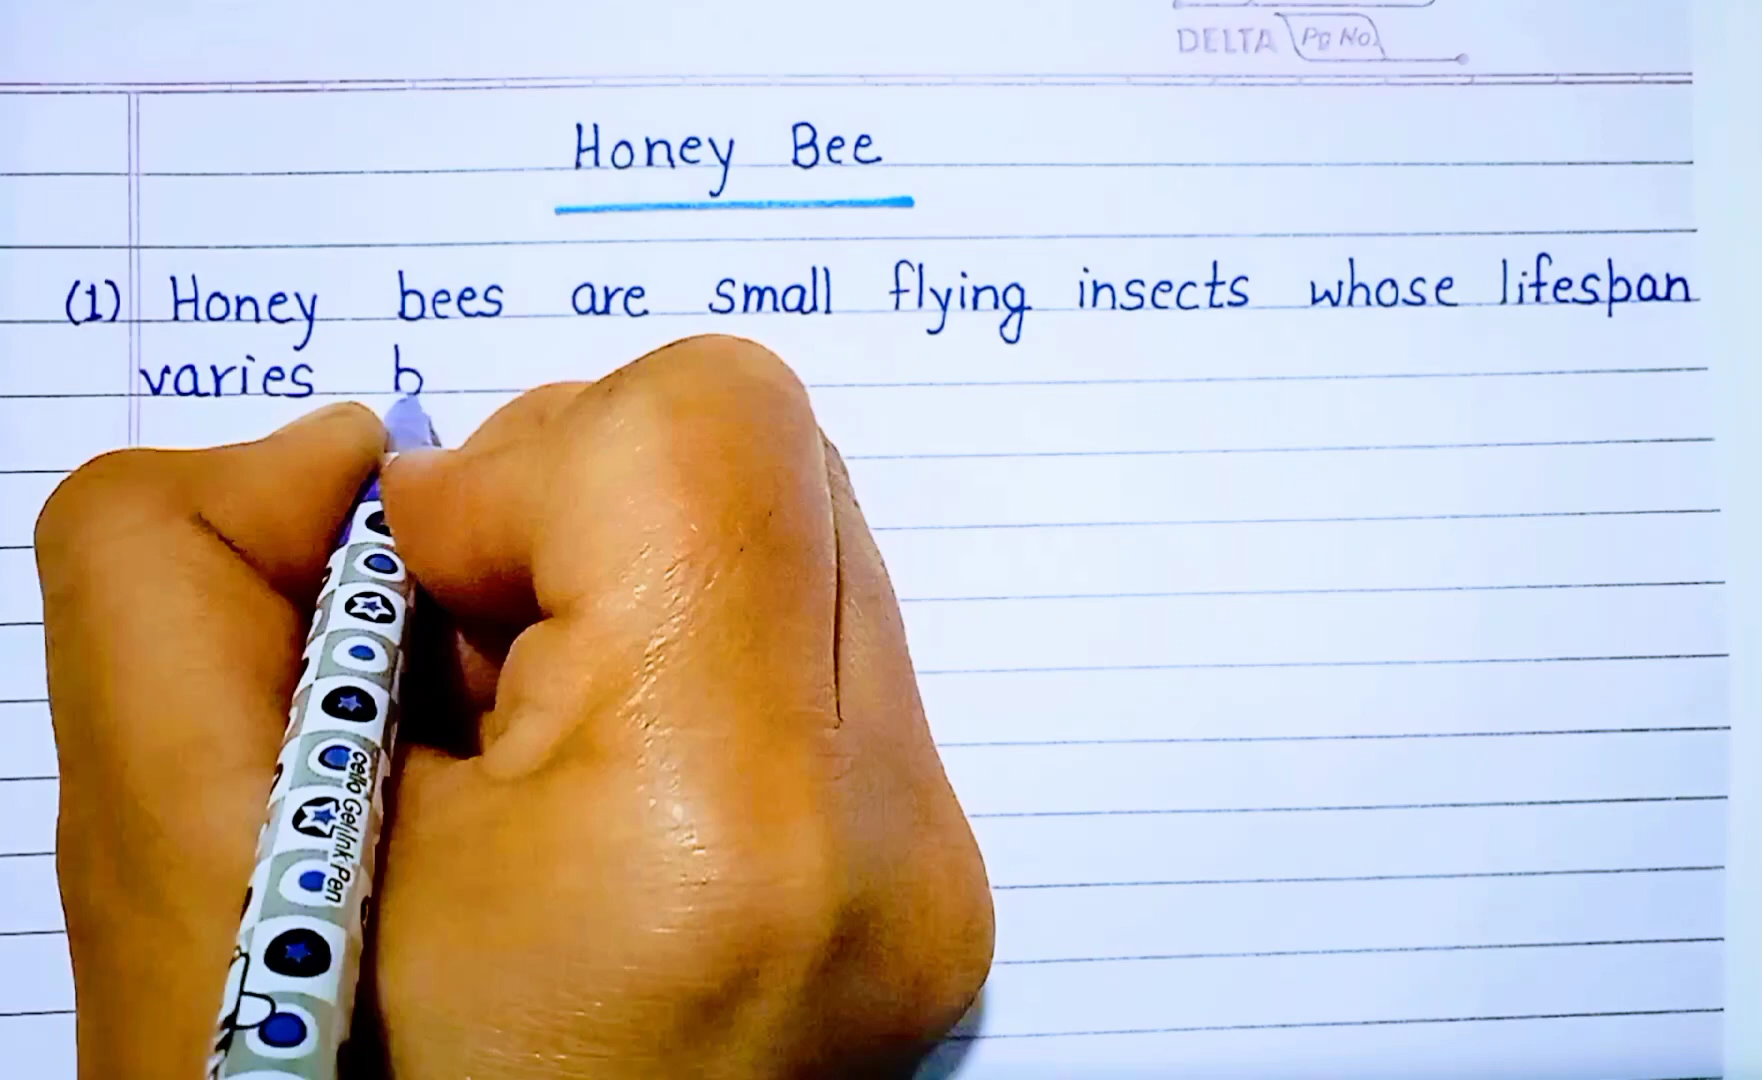 DELTA Pg No.
Honey Bee
(1) Honey bees are small flying insects whose lifespan
varies b
cello Gel Ink Pen